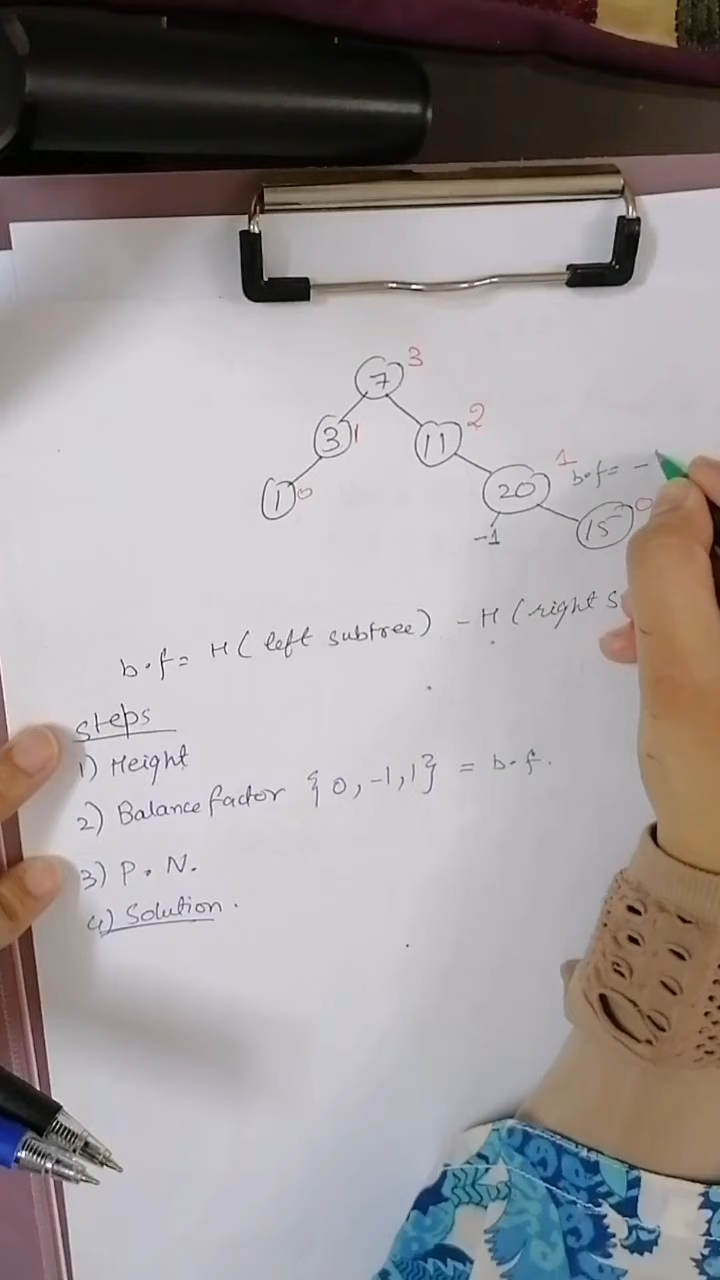 7 3
3 1 11 2
1 0 20 1 b.f = -
-1 15 0
b.f = H ( left subtree ) - H ( right s
steps
1) Height
2) Balance factor { 0, -1, 1 } = b.f.
3) P. N.
4) Solution.